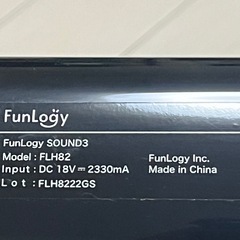 FunLogy
FunLogy SOUND3
Model : FLH82
Input : DC 18V⎓2330mA
Lot : FLH8222GS
FunLogy Inc.
Made in China